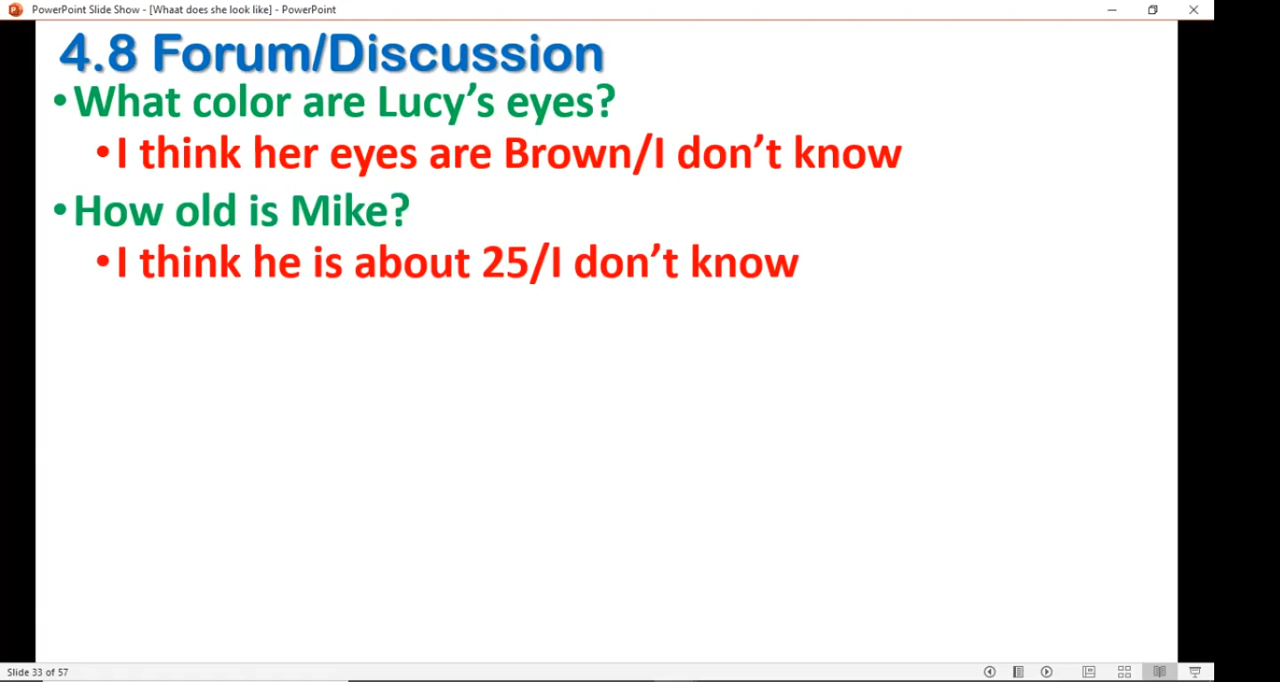 PowerPoint Slide Show - [Whaat does she look like] - PowerPoint
4.8 Forum/Discussion
•What color are Lucy’s eyes?
•I think her eyes are Brown/I don’t know
•How old is Mike?
•I think he is about 25/I don’t know
Slide 33 of 57